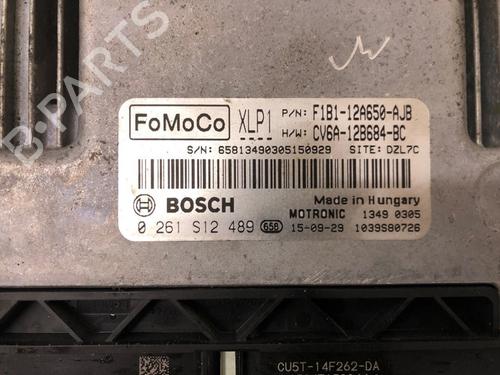 B-PARTS
FoMoCo XLP1 P/N: F1B1-12A650-AJB
H/W: CV6A-12B684-BC
S/N: 65813490305150929 SITE: DZL7C
BOSCH Made in Hungary
MOTRONIC 1349 0305
0 261 S12 489 658 15-09-29 1039S80726
CU5T-14F262-DA